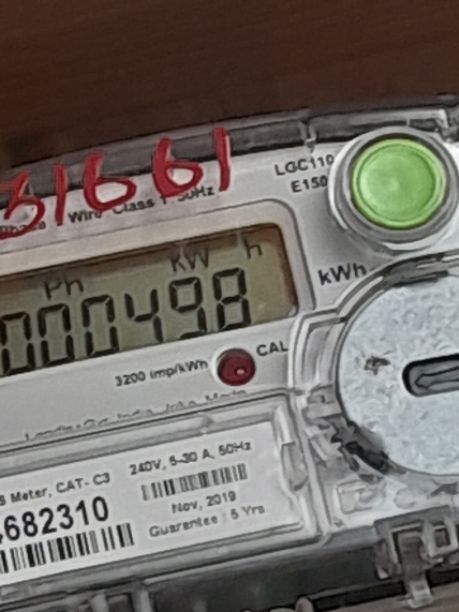 31661
LGC110
E150
Wire Class 1 50Hz
Ph kW h
000498
kWh
3200 imp/kWh
CAL
S Meter, CAT- C3
240V, 5-30 A, 50Hz
682310
Nov, 2019
Guarantee : 5 Yrs